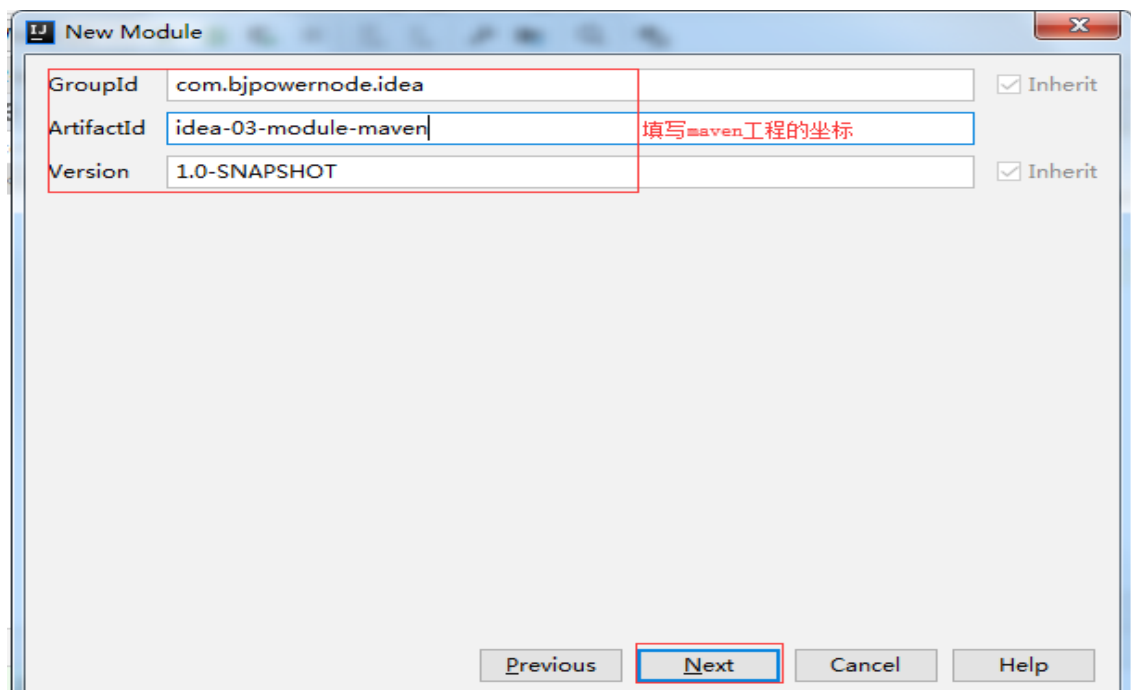 New Module
GroupId com.bjpowernode.idea Inherit
ArtifactId idea-03-module-maven 填写maven工程的坐标
Version 1.0-SNAPSHOT Inherit
Previous Next Cancel Help